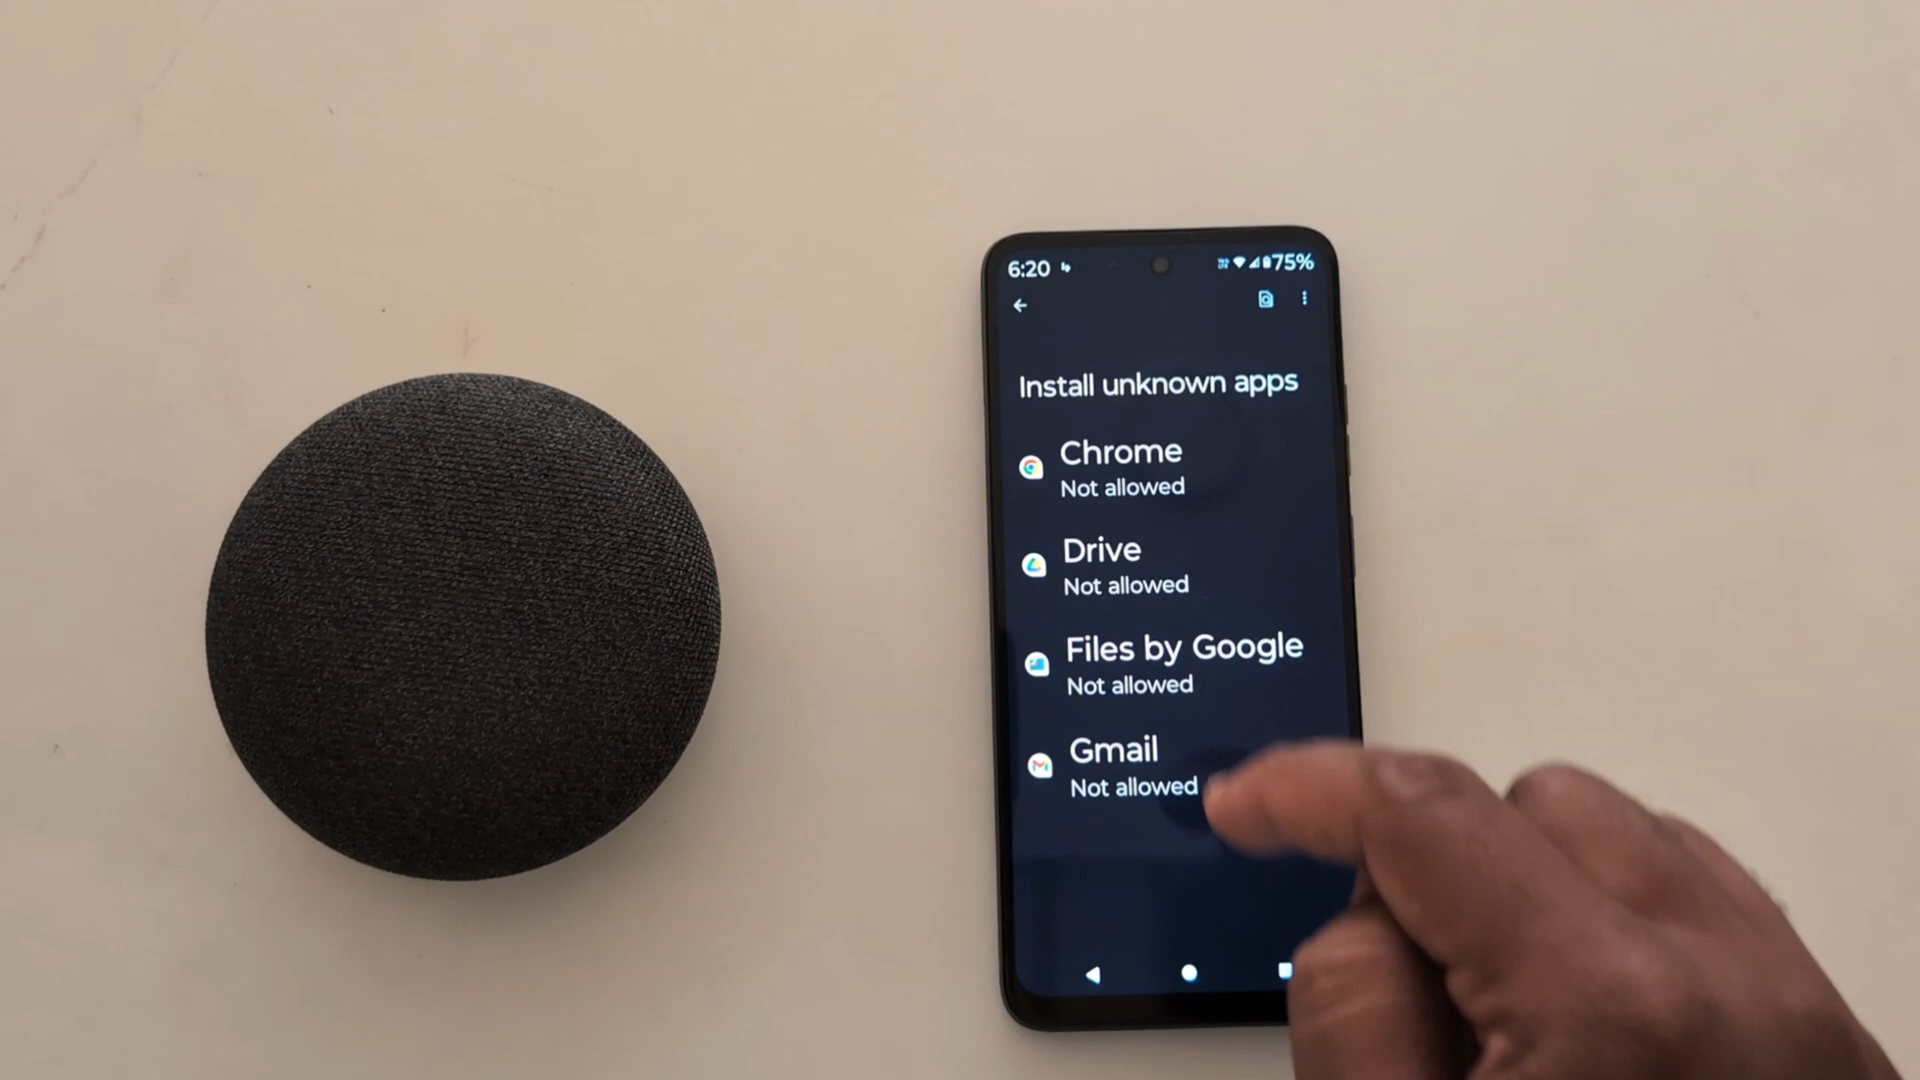 6:20
75%
Install unknown apps
Chrome
Not allowed
Drive
Not allowed
Files by Google
Not allowed
Gmail
Not allowed